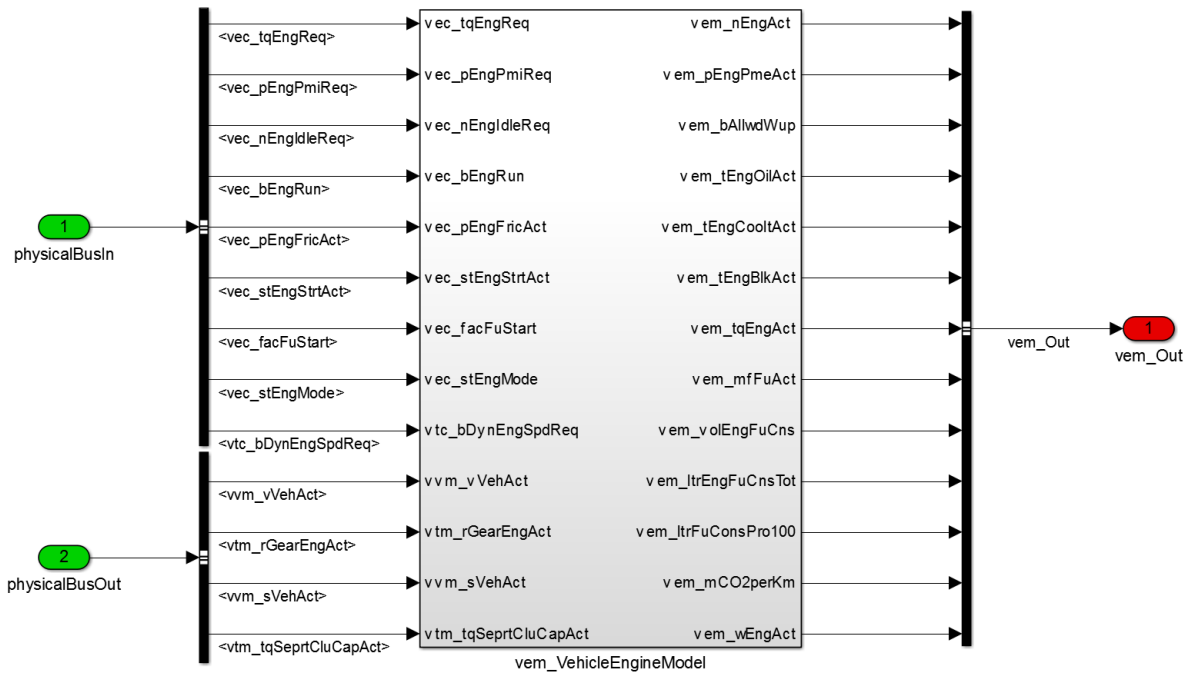 1
physicalBusIn
2
physicalBusOut
<vec_tqEngReq>
<vec_pEngPmiReq>
<vec_nEngIdleReq>
<vec_bEngRun>
<vec_pEngFricAct>
<vec_stEngStrtAct>
<vec_facFuStart>
<vec_stEngMode>
<vtc_bDynEngSpdReq>
<vvm_vVehAct>
<vtm_rGearEngAct>
<vvm_sVehAct>
<vtm_tqSeprtCluCapAct>
vec_tqEngReq
vec_pEngPmiReq
vec_nEngIdleReq
vec_bEngRun
vec_pEngFricAct
vec_stEngStrtAct
vec_facFuStart
vec_stEngMode
vtc_bDynEngSpdReq
vvm_vVehAct
vtm_rGearEngAct
vvm_sVehAct
vtm_tqSeprtCluCapAct
vem_nEngAct
vem_pEngPmeAct
vem_bAllwdWup
vem_tEngOilAct
vem_tEngCooltAct
vem_tEngBlkAct
vem_tqEngAct
vem_mfFuAct
vem_volEngFuCns
vem_ltrEngFuCnsTot
vem_ltrFuConsPro100
vem_mCO2perKm
vem_wEngAct
vem_VehicleEngineModel
vem_Out
1
vem_Out